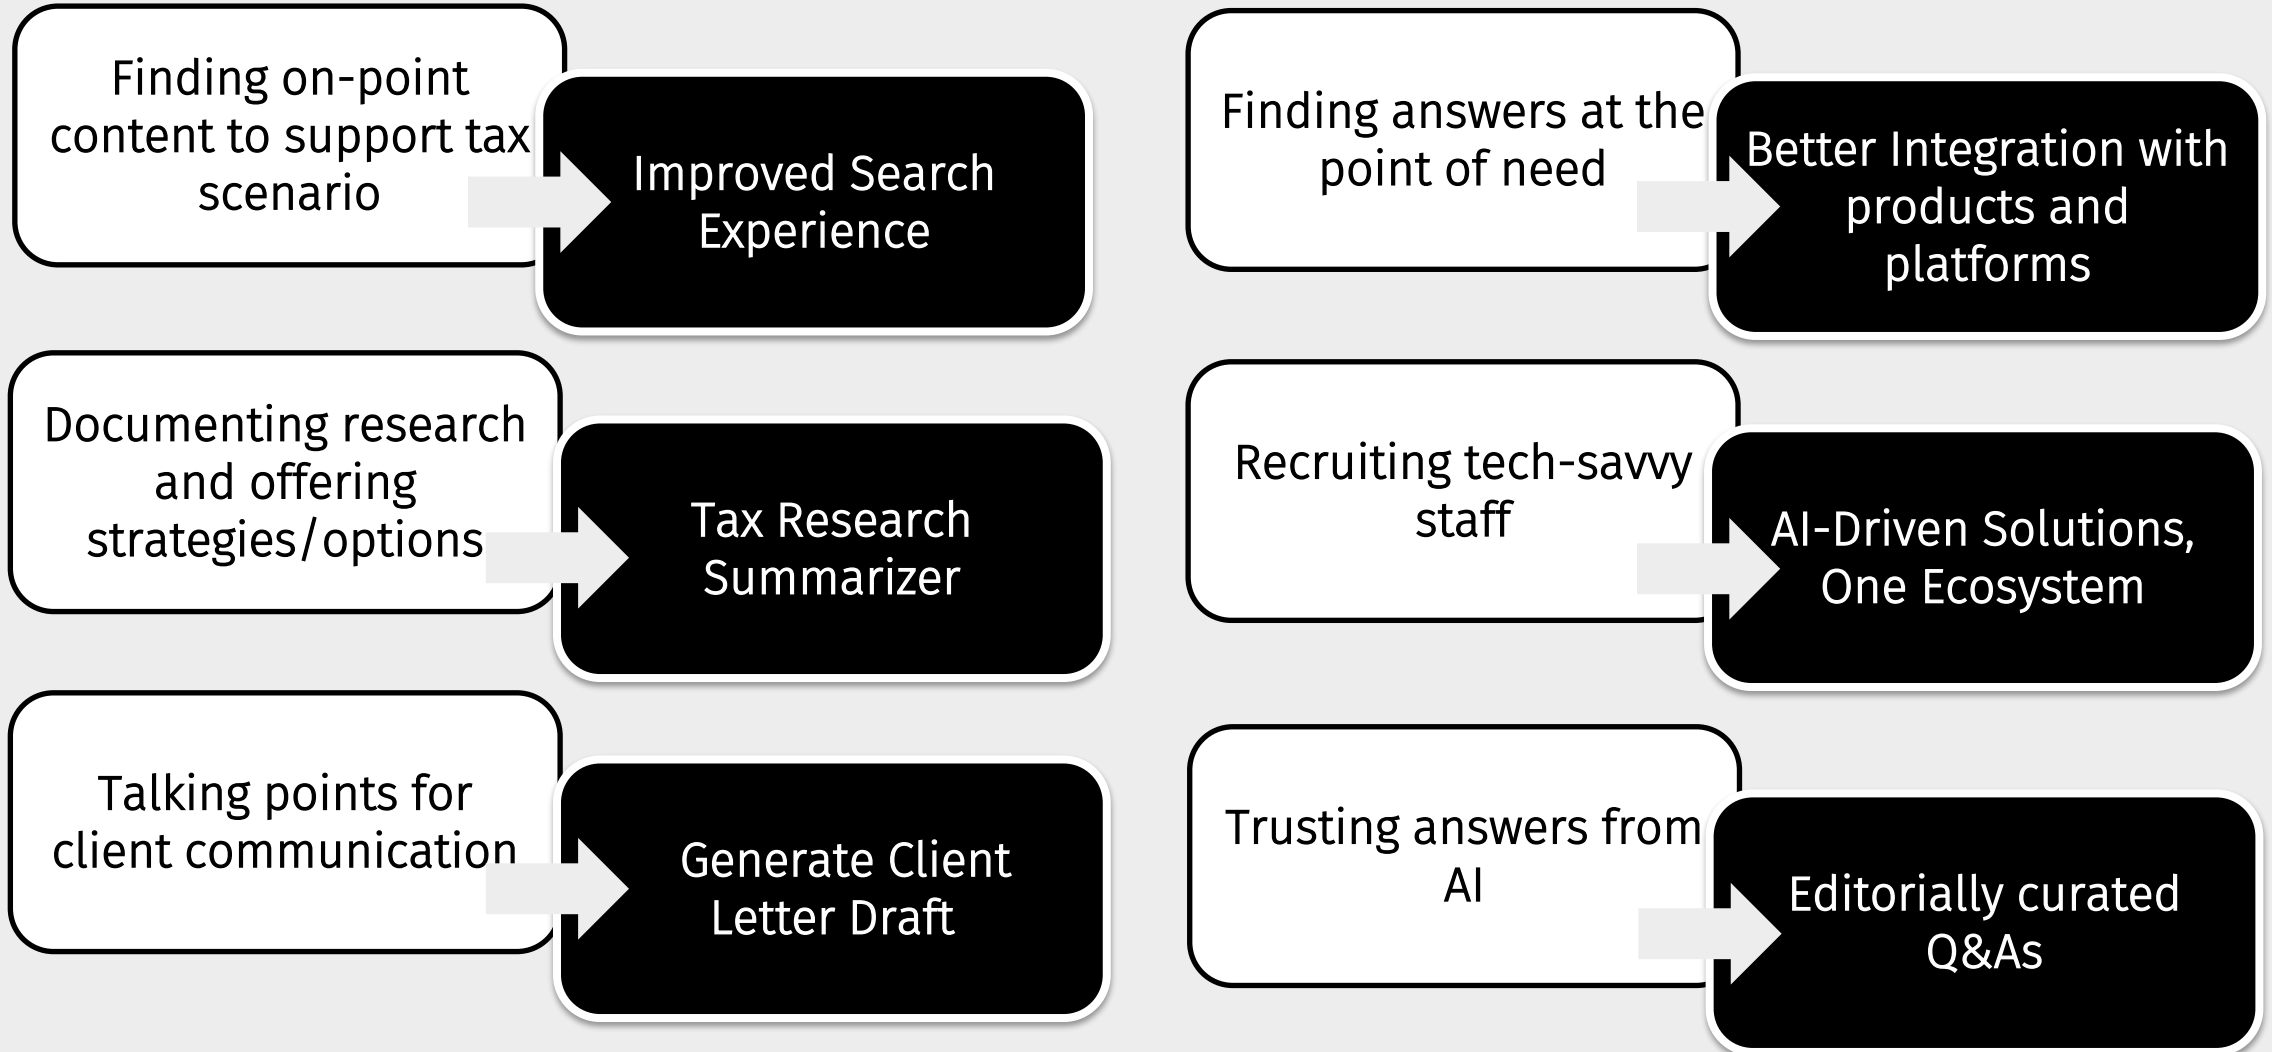 Finding on-point
content to support tax
scenario
Improved Search
Experience
Documenting research
and offering
strategies/options
Tax Research
Summarizer
Talking points for
client communication
Generate Client
Letter Draft
Finding answers at the
point of need
Better Integration with
products and
platforms
Recruiting tech-savvy
staff
AI-Driven Solutions,
One Ecosystem
Trusting answers from
AI
Editorially curated
Q&As